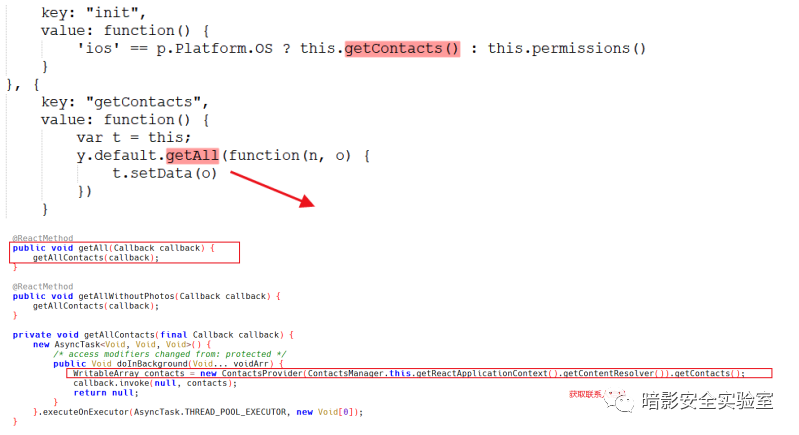 key: "init",
value: function() {
'ios' == p.Platform.OS ? this.getContacts() : this.permissions()
}
}, {
key: "getContacts",
value: function() {
var t = this;
y.default.getAll(function(n, o) {
t.setData(o)
})
}
@ReactMethod
public void getAll(Callback callback) {
getAllContacts(callback);
}
@ReactMethod
public void getAllWithoutPhotos(Callback callback) {
getAllContacts(callback);
}
private void getAllContacts(final Callback callback) {
new AsyncTask<Void, Void, Void>() {
/* access modifiers changed from: protected */
public Void doInBackground(Void... voidArr) {
WritableArray contacts = new ContactsProvider(ContactsManager.this.getReactApplicationContext().getContentResolver()).getContacts();
callback.invoke(null, contacts);
return null;
}
}.executeOnExecutor(AsyncTask.THREAD_POOL_EXECUTOR, new Void[0]);
}
获取联系
暗影安全实验室